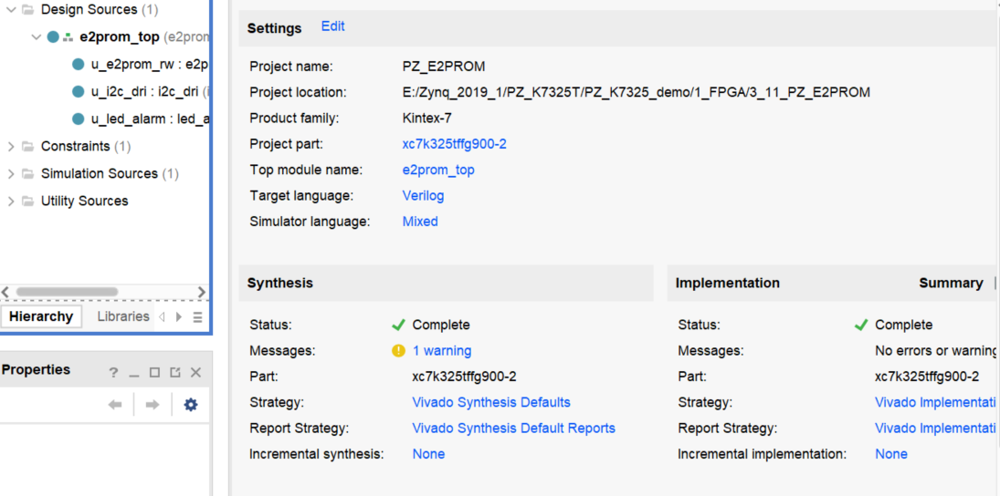 Design Sources (1)
e2prom_top (e2prom
u_e2prom_rw : e2p
u_i2c_dri : i2c_dri (i
u_led_alarm : led_a
Constraints (1)
Simulation Sources (1)
Utility Sources
Hierarchy
Libraries
Properties
?
Settings
Edit
Project name: PZ_E2PROM
Project location: E:/Zynq_2019_1/PZ_K7325T/PZ_K7325_demo/1_FPGA/3_11_PZ_E2PROM
Product family: Kintex-7
Project part: xc7k325tffg900-2
Top module name: e2prom_top
Target language: Verilog
Simulator language: Mixed
Synthesis
Status: Complete
Messages: 1 warning
Part: xc7k325tffg900-2
Strategy: Vivado Synthesis Defaults
Report Strategy: Vivado Synthesis Default Reports
Incremental synthesis: None
Implementation
Summary
Status: Complete
Messages: No errors or warning
Part: xc7k325tffg900-2
Strategy: Vivado Implementati
Report Strategy: Vivado Implementati
Incremental implementation: None